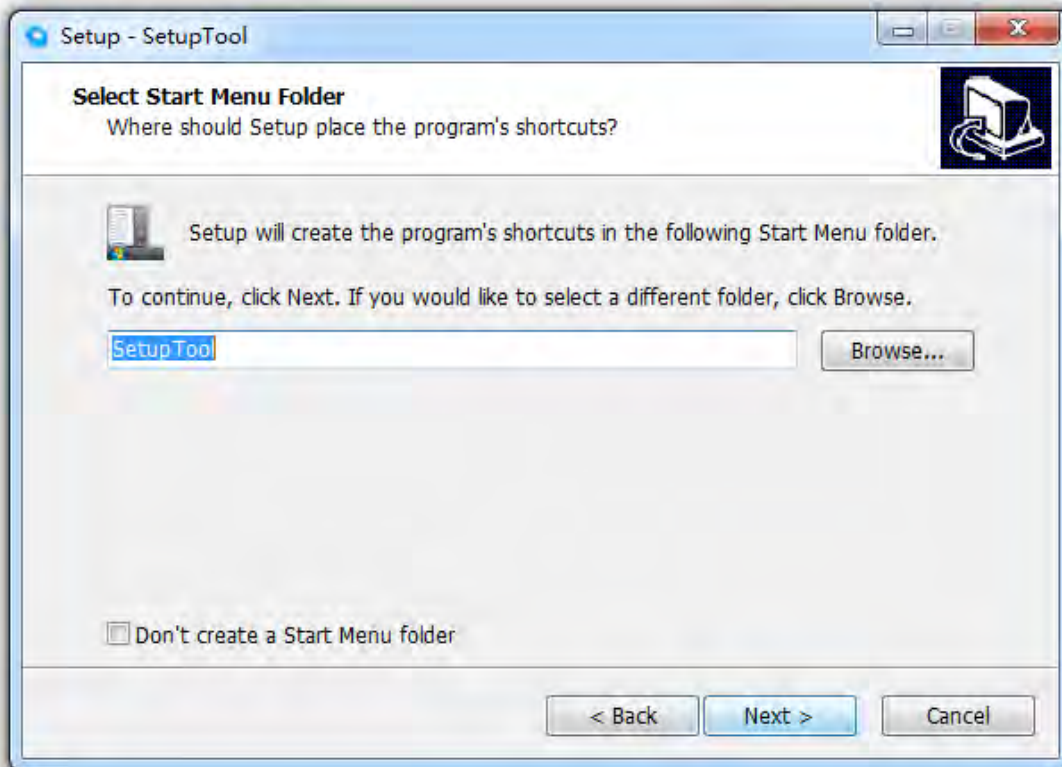 Setup - SetupTool
Select Start Menu Folder
Where should Setup place the program's shortcuts?
Setup will create the program's shortcuts in the following Start Menu folder.
To continue, click Next. If you would like to select a different folder, click Browse.
SetupTool
Browse...
Don't create a Start Menu folder
< Back
Next >
Cancel